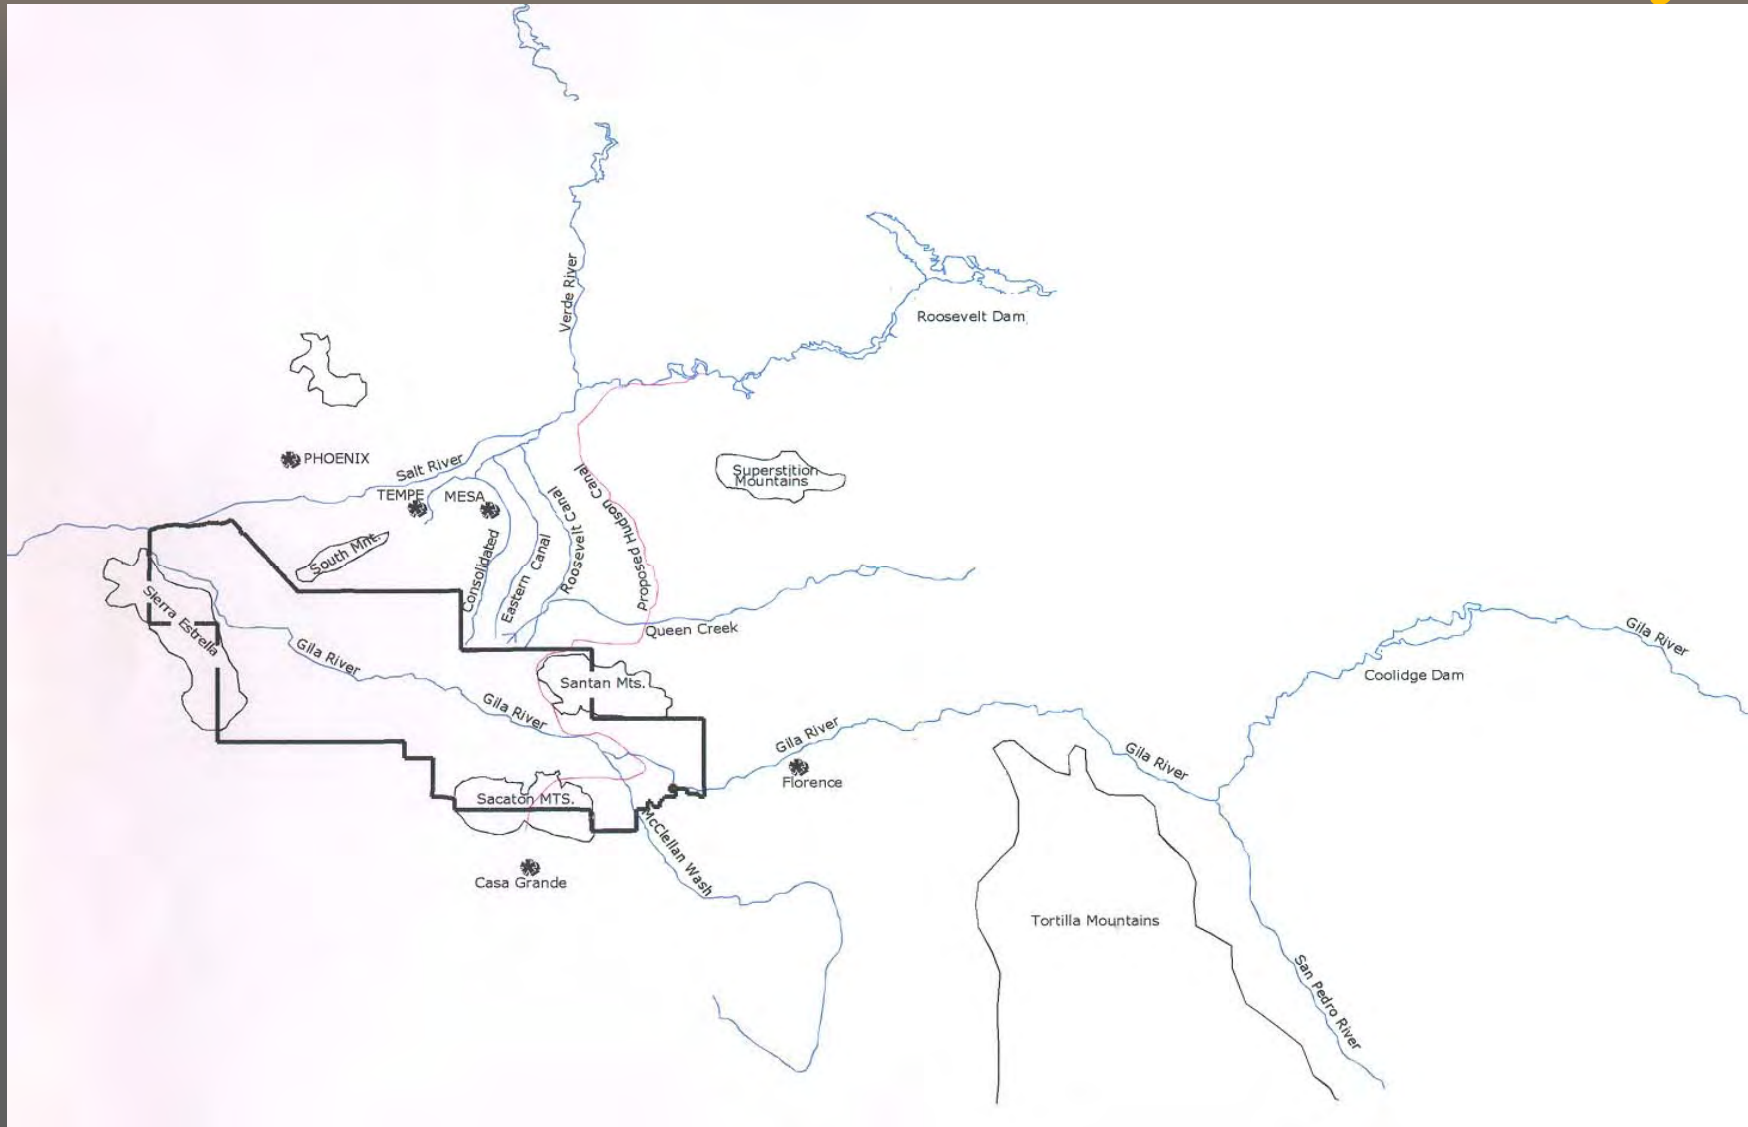 Verde River
Roosevelt Dam
PHOENIX
Salt River
Superstition
Mountains
TEMPE
MESA
South Mnt.
Consolidated
Eastern Canal
Roosevelt Canal
Proposed Hudson Canal
Sierra Estrella
Queen Creek
Gila River
Gila River
Coolidge Dam
Gila River
Santan Mts.
Gila River
Gila River
Florence
Sacaton MTS.
McClellan Wash
Casa Grande
Tortilla Mountains
San Pedro River